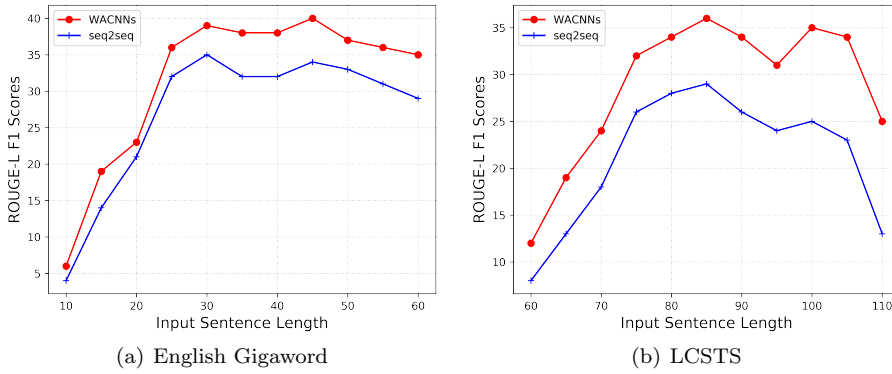 WACNNs
seq2seq
ROUGE-L F1 Scores
40
35
30
25
20
15
10
5
10 20 30 40 50 60
Input Sentence Length
(a) English Gigaword
WACNNs
seq2seq
ROUGE-L F1 Scores
35
30
25
20
15
10
60 70 80 90 100 110
Input Sentence Length
(b) LCSTS